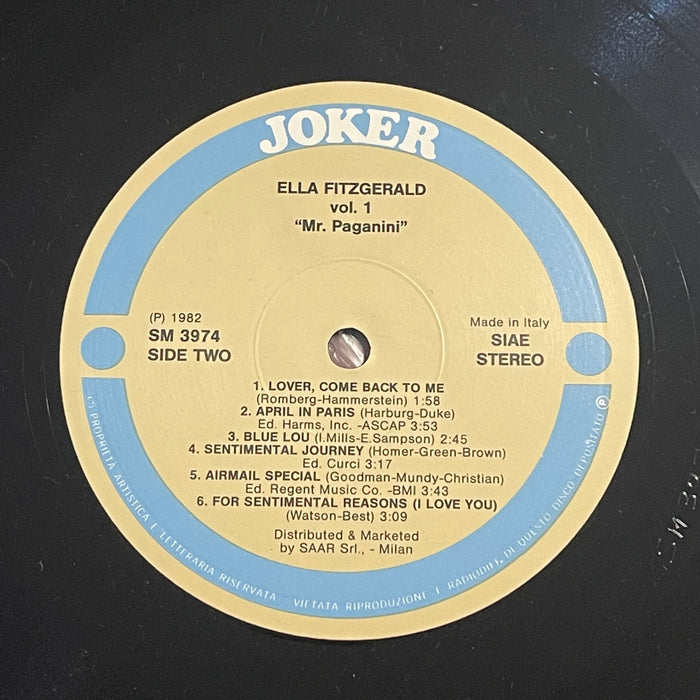 JOKER
ELLA FITZGERALD
vol. 1
“Mr. Paganini”
(P) 1982
SM 3974
SIDE TWO
Made in Italy
SIAE
STEREO
1. LOVER, COME BACK TO ME
(Romberg-Hammerstein) 1:58
2. APRIL IN PARIS (Harburg-Duke)
Ed. Harms, Inc. -ASCAP 3:53
3. BLUE LOU (I.Mills-E.Sampson) 2:45
4. SENTIMENTAL JOURNEY (Homer-Green-Brown)
Ed. Curci 3:17
5. AIRMAIL SPECIAL (Goodman-Mundy-Christian)
Ed. Regent Music Co. -BMI 3:43
6. FOR SENTIMENTAL REASONS (I LOVE YOU)
(Watson-Best) 3:09
Distributed & Marketed
by SAAR Srl., - Milan
© PROPRIETÀ ARTISTICA E LETTERARIA RISERVATA - VIETATA RIPRODUZIONE E RADIODIFF. DI QUESTO DISCO DEPOSITATO ℗